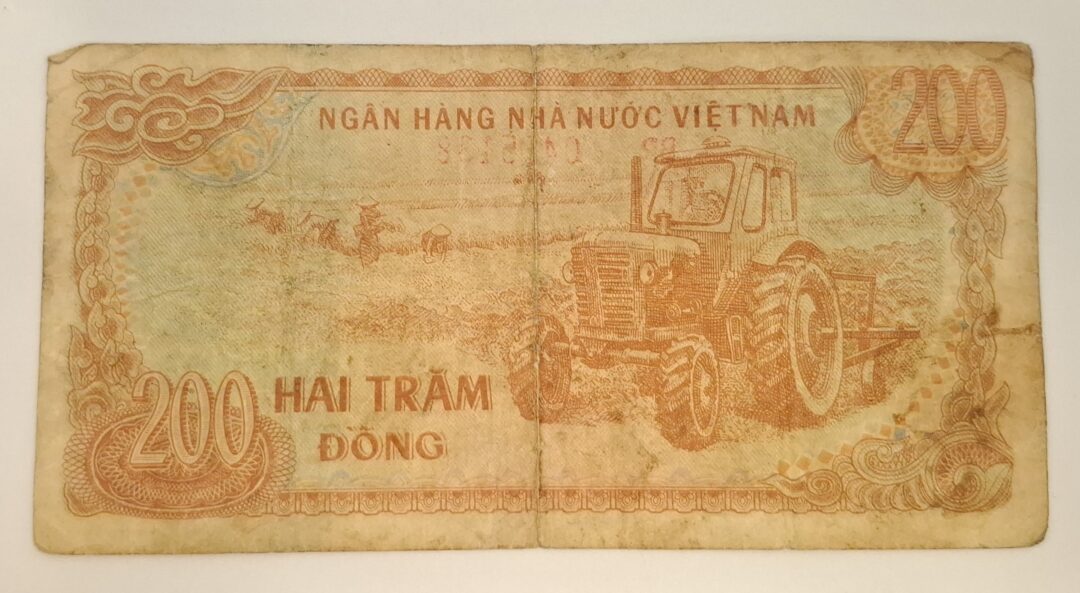 NGÂN HÀNG NHÀ NƯỚC VIỆT NAM
200
200
HAI TRĂM
ĐỒNG